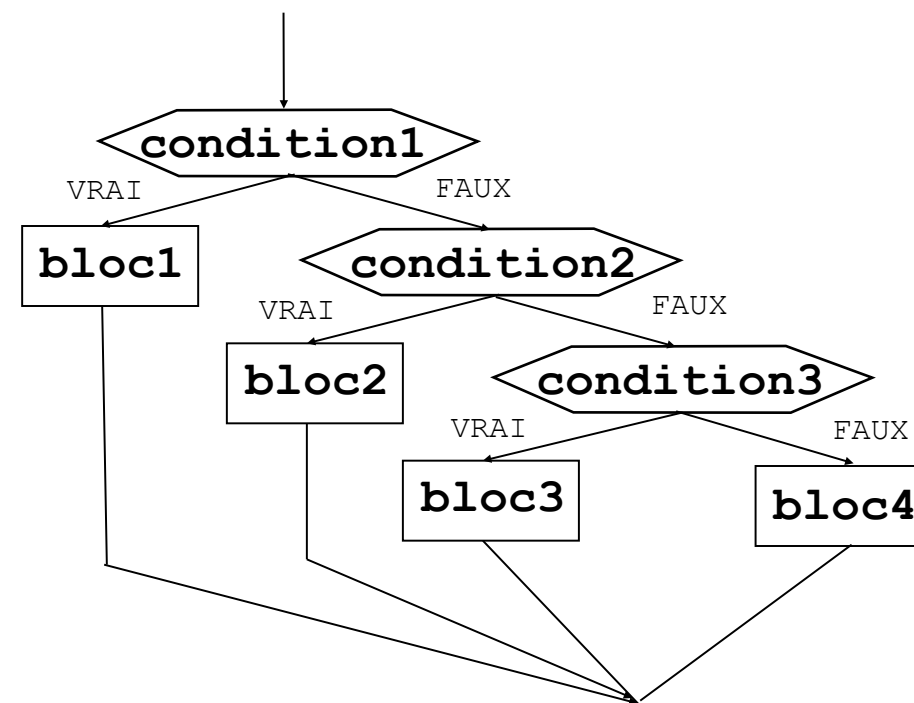 condition1
VRAI
FAUX
bloc1
condition2
VRAI
FAUX
bloc2
condition3
VRAI
FAUX
bloc3
bloc4